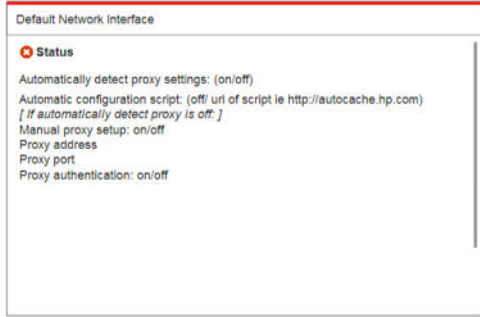 Default Network Interface
Status
Automatically detect proxy settings: (on/off)
Automatic configuration script: (off/ url of script ie http://autocache.hp.com)
[ If automatically detect proxy is off: ]
Manual proxy setup: on/off
Proxy address
Proxy port
Proxy authentication: on/off